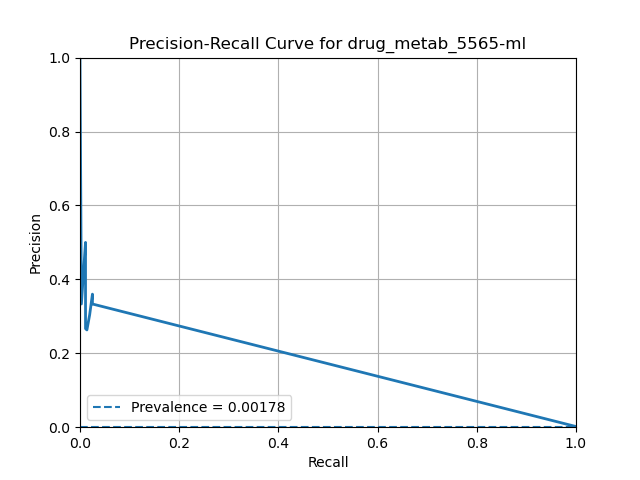 Precision-Recall Curve for drug_metab_5565-ml
1.0
0.8
0.6
0.4
0.2
0.0
Precision
Prevalence = 0.00178
0.0 0.2 0.4 0.6 0.8 1.0
Recall